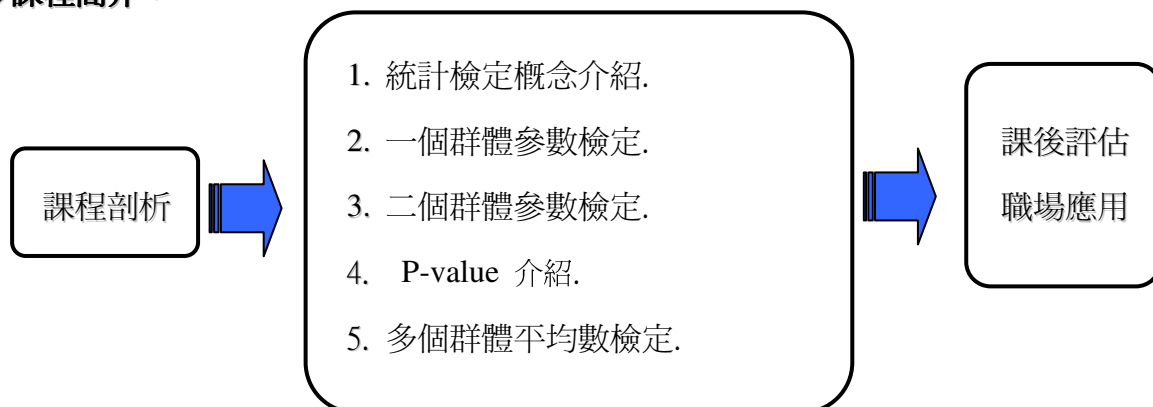 課程簡介
課程剖析
1. 統計檢定概念介紹.
2. 一個群體參數檢定.
3. 二個群體參數檢定.
4. P-value 介紹.
5. 多個群體平均數檢定.
課後評估
職場應用